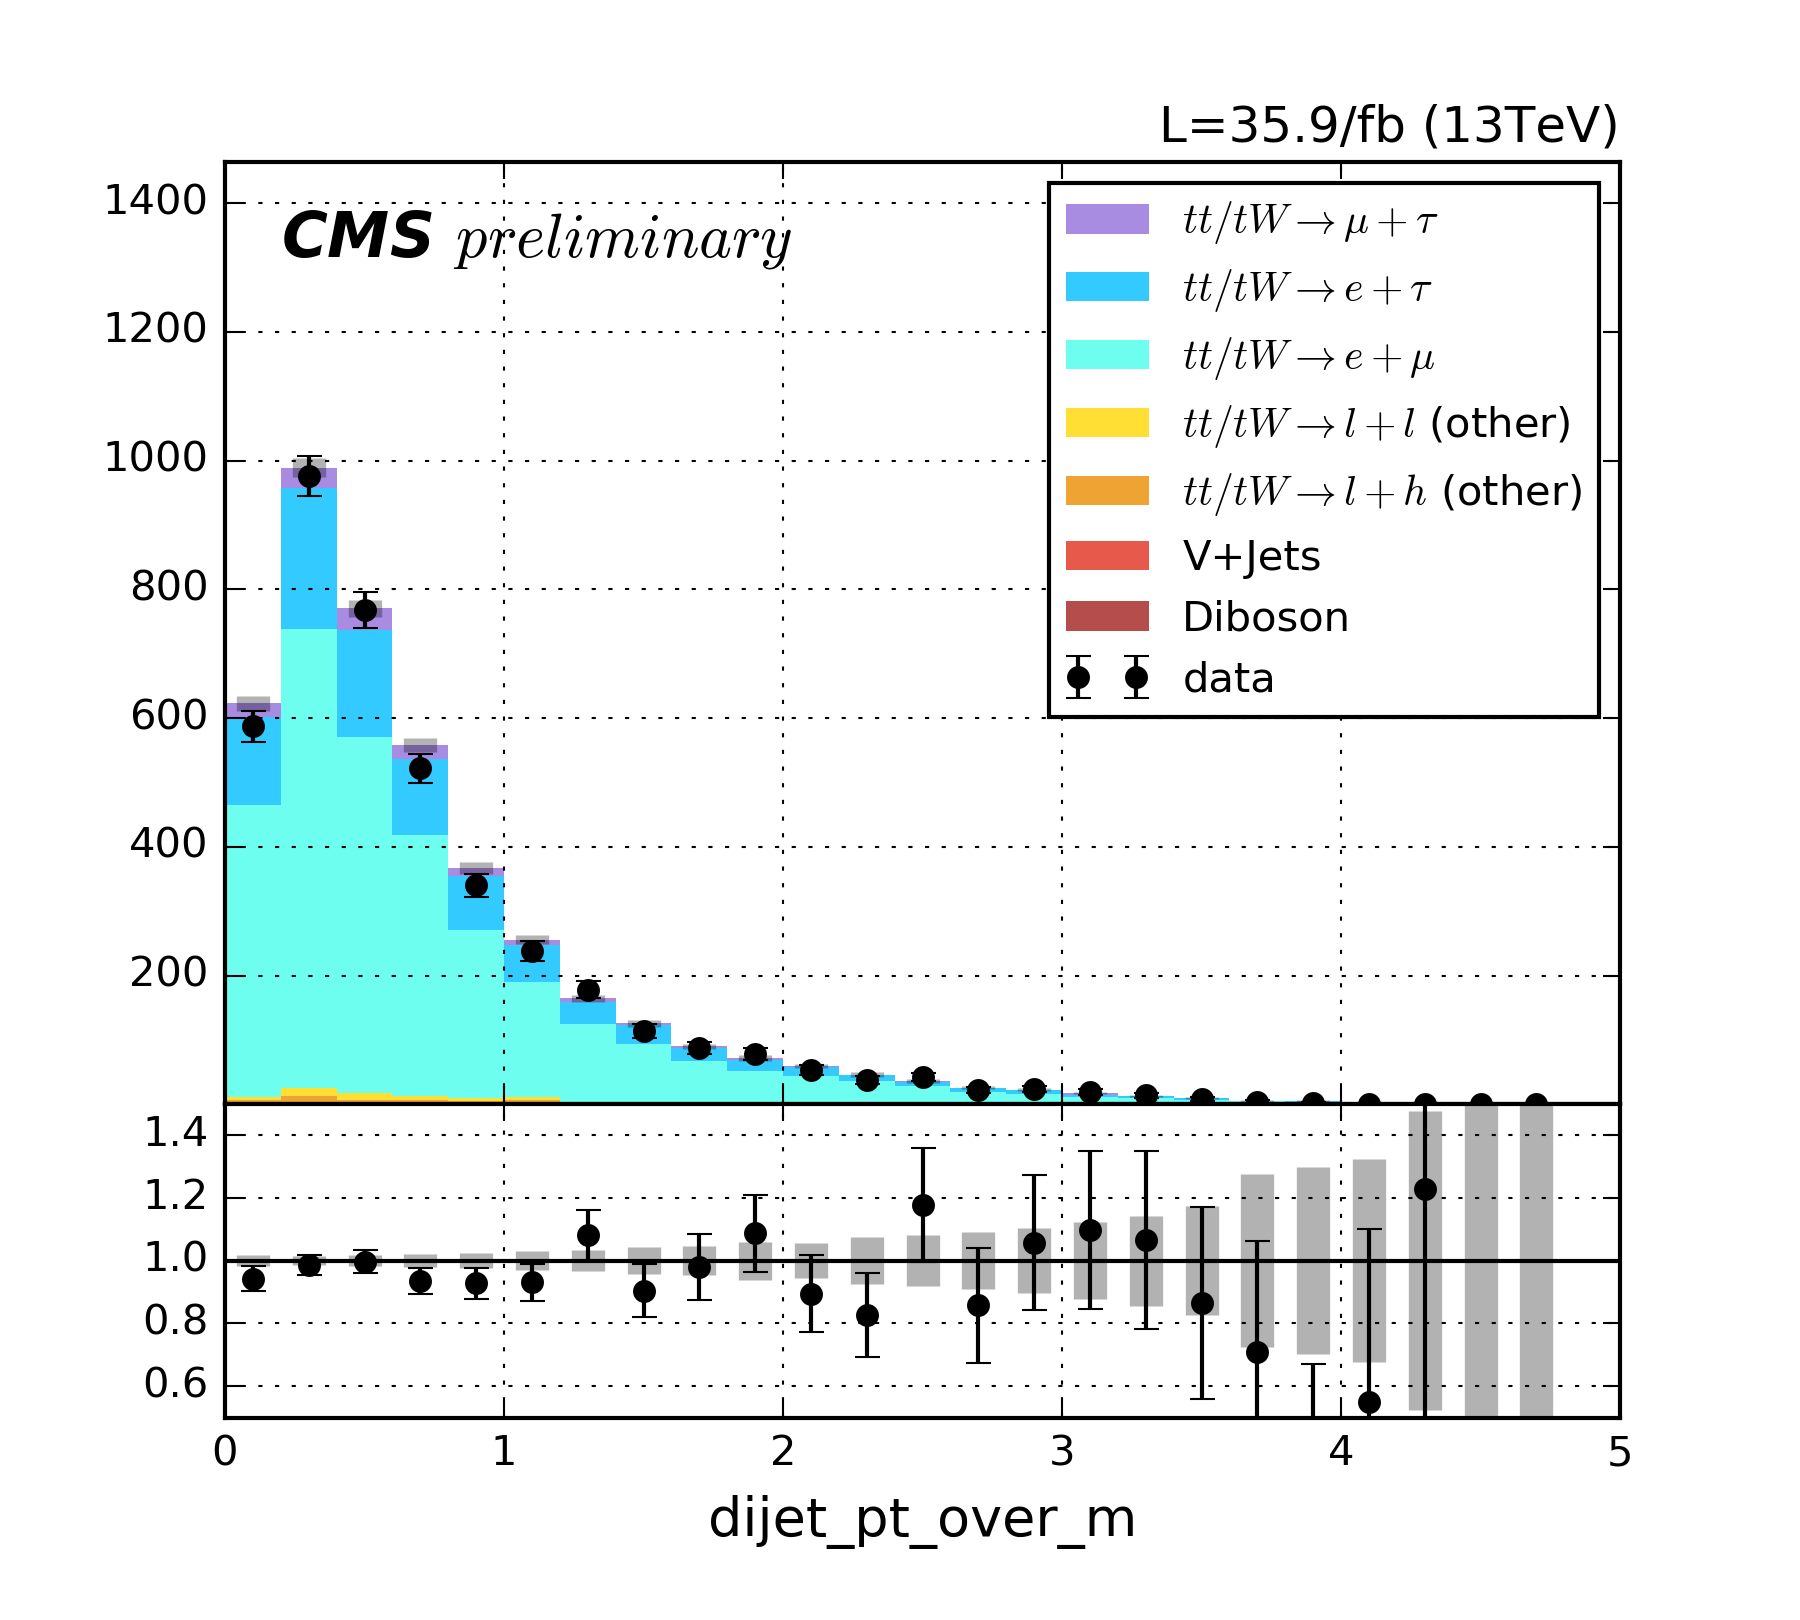 L=35.9/fb (13TeV)
CMS preliminary
1400
1200
1000
800
600
400
200
tt/tW→μ+τ
tt/tW→e+τ
tt/tW→e+μ
tt/tW→l+l (other)
tt/tW→l+h (other)
V+Jets
Diboson
data
1.4
1.2
1.0
0.8
0.6
0 1 2 3 4 5
dijet_pt_over_m